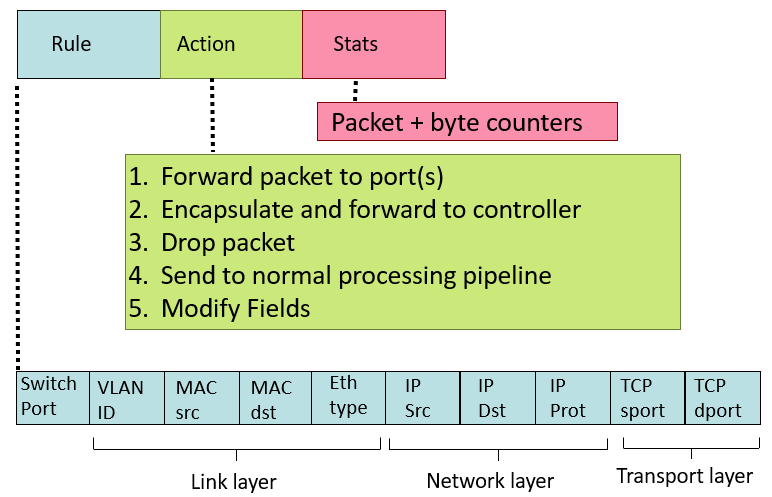 Rule Action Stats
Packet + byte counters
1. Forward packet to port(s)
2. Encapsulate and forward to controller
3. Drop packet
4. Send to normal processing pipeline
5. Modify Fields
Switch Port
VLAN ID
MAC src
MAC dst
Eth type
IP Src
IP Dst
IP Prot
TCP sport
TCP dport
Link layer
Network layer
Transport layer